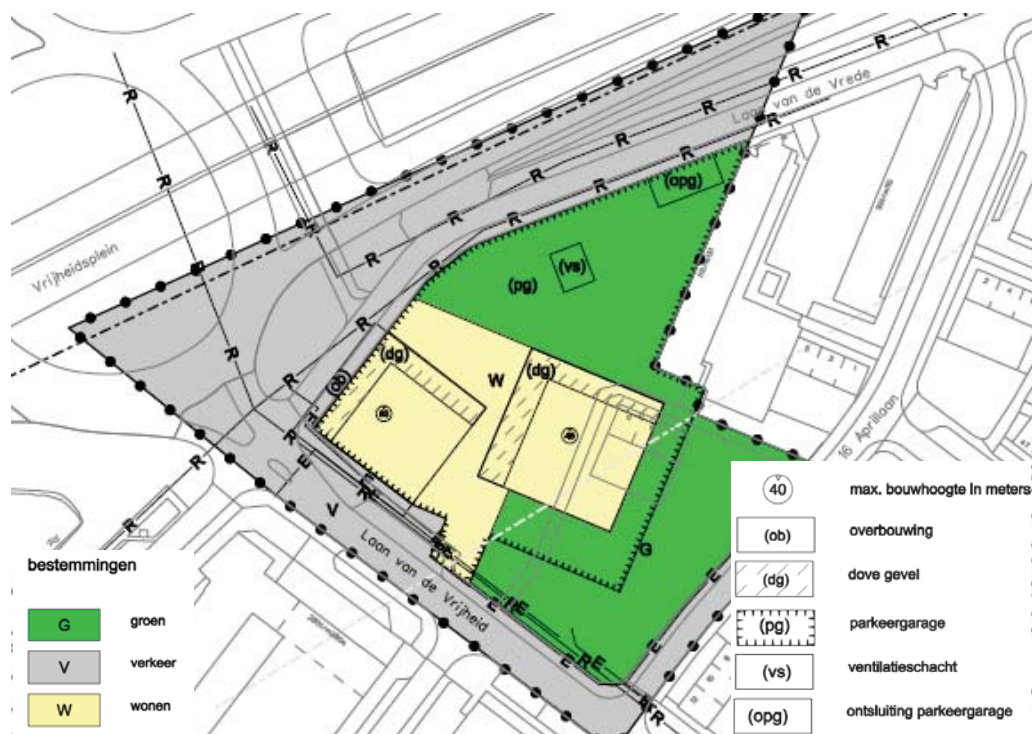 Laan van de Vrede
Vrijheidsplein
(opg)
(vs)
(pg)
(dg)
(dg)
W
(ob)
16 Aprillaan
V
G
Laan van de Vrijheid
R
R
R
R
R
R
R
R
R
R
R
R
R
R
E
E
E
E
bestemmingen
G groen
V verkeer
W wonen
40 max. bouwhoogte in meters
(ob) overbouwing
(dg) dove gevel
(pg) parkeergarage
(vs) ventilatieschacht
(opg) ontsluiting parkeergarage